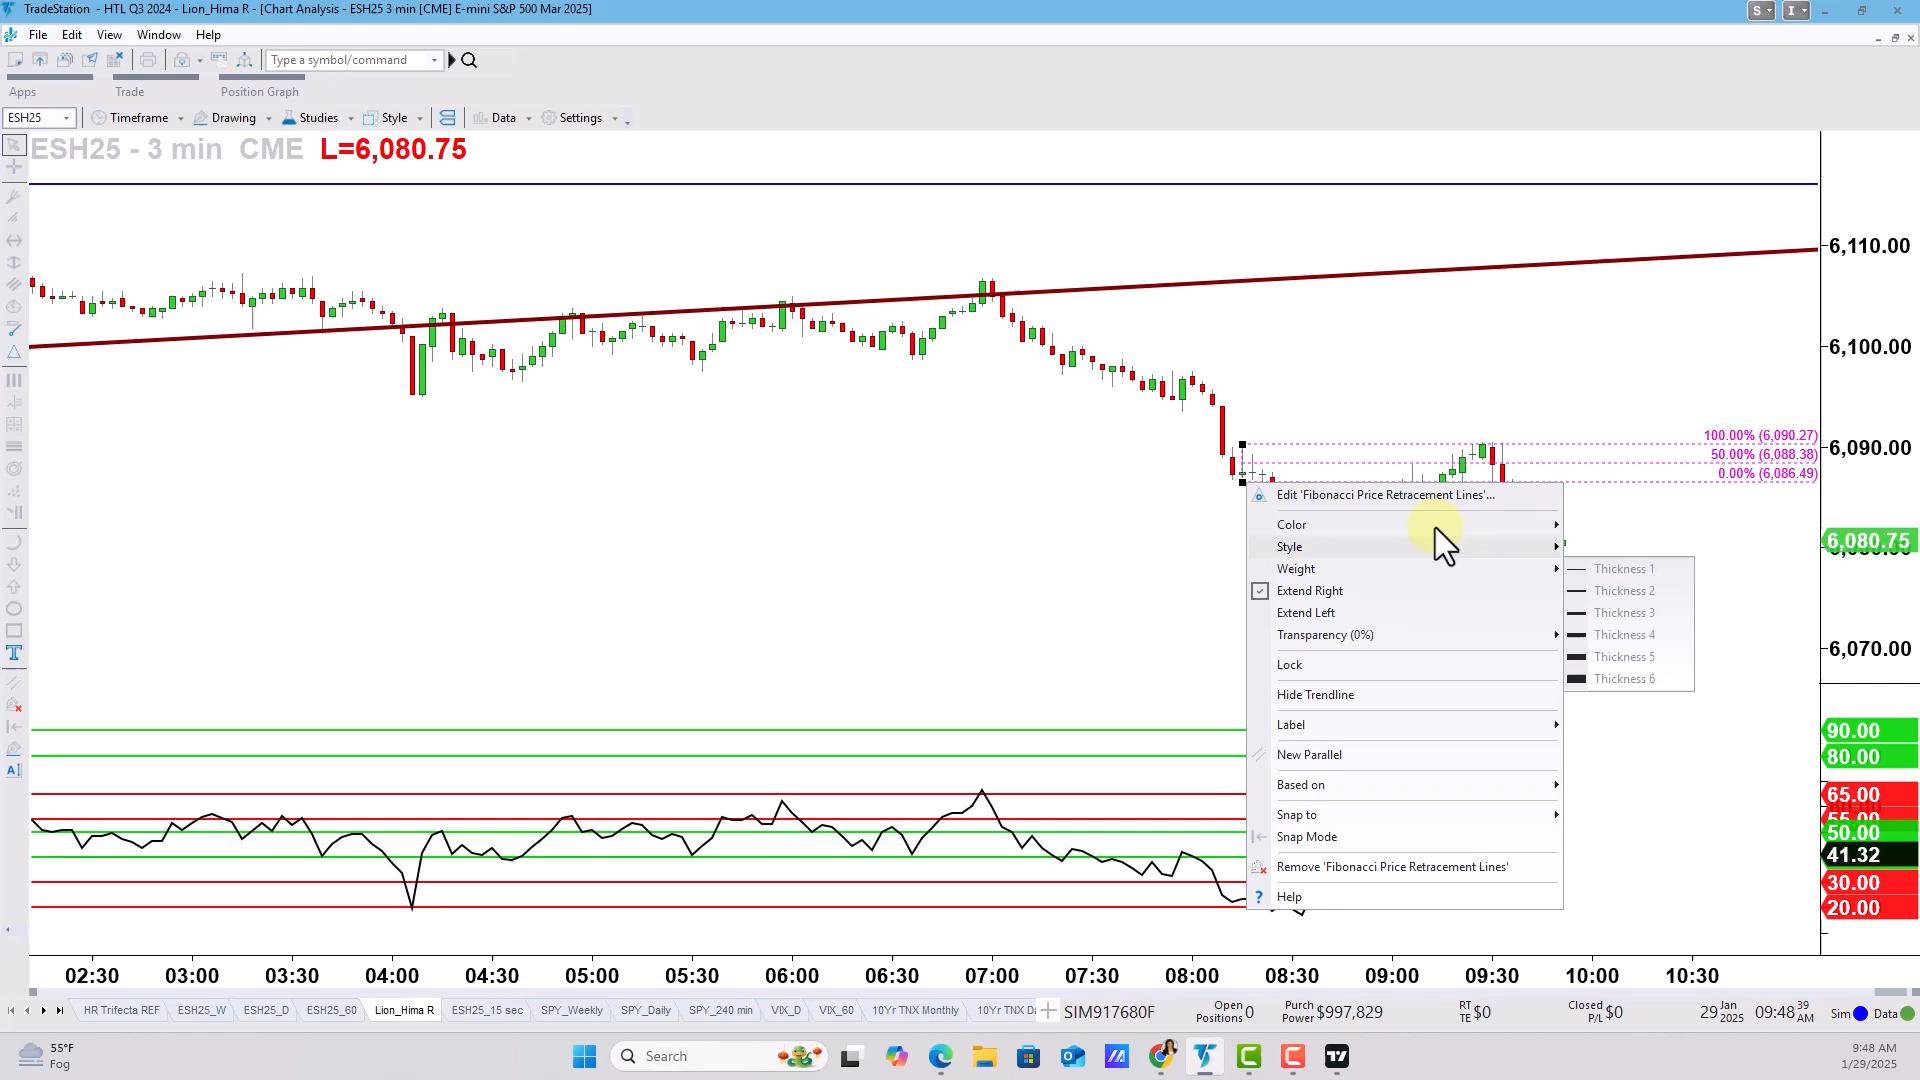 TradeStation - HTL Q3 2024 - Lion_Hima R - [Chart Analysis - ESH25 3 min [CME] E-mini S&P 500 Mar 2025]
S I
File Edit View Window Help
Type a symbol/command
Apps Trade Position Graph
ESH25 Timeframe Drawing Studies Style Data Settings
ESH25 - 3 min CME L=6,080.75
6,110.00
6,100.00
100.00% (6,090.27)
50.00% (6,088.38)
0.00% (6,086.49)
6,090.00
6,080.75
6,070.00
Edit 'Fibonacci Price Retracement Lines'...
Color
Style
Weight
Extend Right
Extend Left
Transparency (0%)
Lock
Hide Trendline
Label
New Parallel
Based on
Snap to
Snap Mode
Remove 'Fibonacci Price Retracement Lines'
? Help
Thickness 1
Thickness 2
Thickness 3
Thickness 4
Thickness 5
Thickness 6
90.00
80.00
65.00
55.00
50.00
41.32
30.00
20.00
02:30 03:00 03:30 04:00 04:30 05:00 05:30 06:00 06:30 07:00 07:30 08:00 08:30 09:00 09:30 10:00 10:30
HR Trifecta REF ESH25_W ESH25_D ESH25_60 Lion_Hima R ESH25_15 sec SPY_Weekly SPY_Daily SPY_240 min VIX_D VIX_60 10Yr TNX Monthly 10Yr TNX Da
SIM917680F Open Positions 0 Purch Power $997,829 RT TE $0 Closed P/L $0 29 Jan 2025 09:48 39 AM Sim Data
55°F
Fog
Search
9:48 AM
1/29/2025